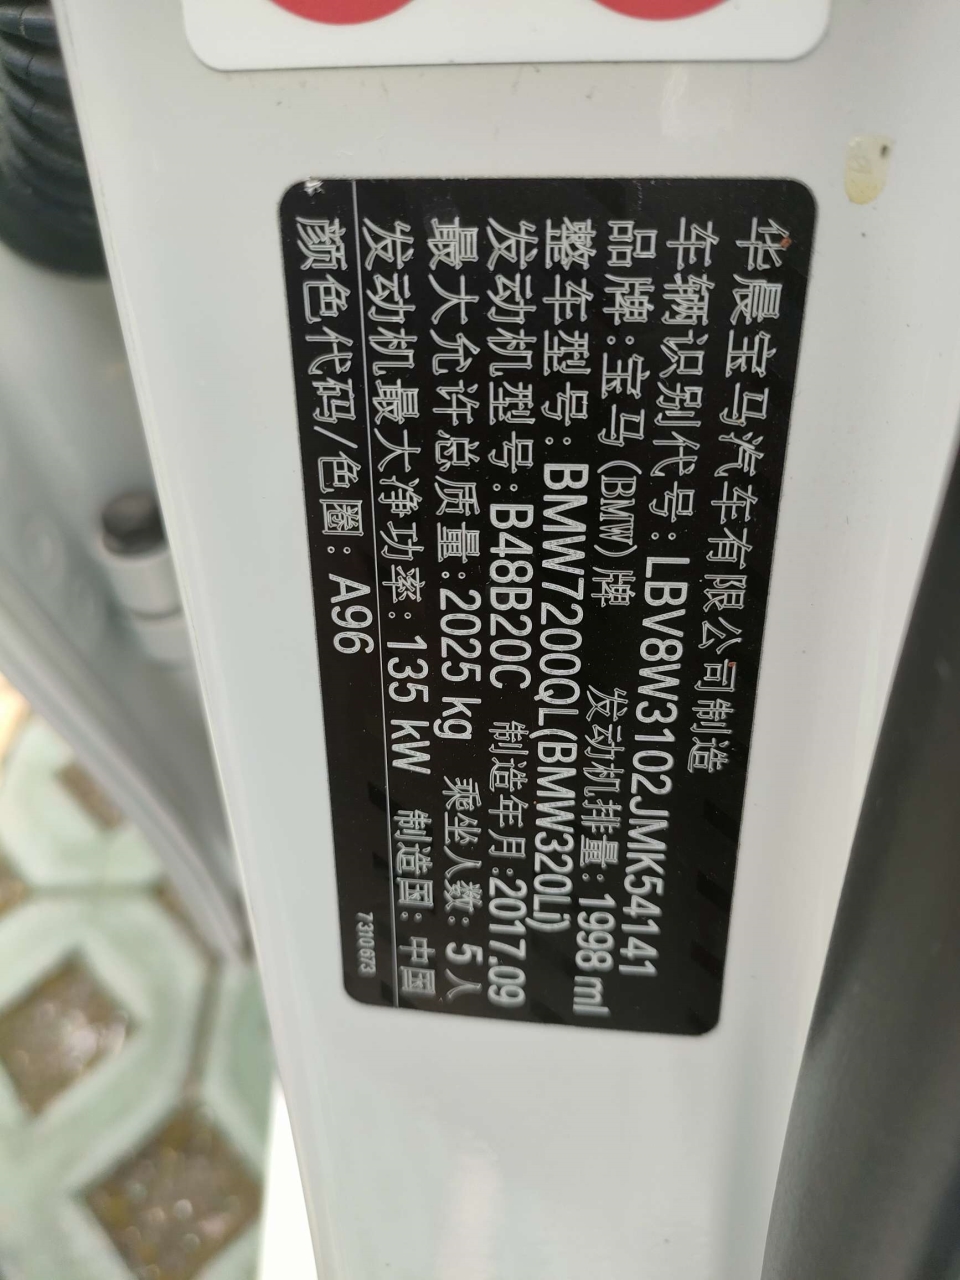 华晨宝马汽车有限公司制造
车辆识别代号:LBV8W3102JMK54141
品牌:宝马(BMW)牌 发动机排量:1998 ml
整车型号:BMW7200QL(BMW320Li)
发动机型号:B48B20C 制造年月:2017.09
最大允许总质量:2025 kg 乘坐人数:5人
发动机最大净功率:135 kW 制造国:中国
颜色代码/色圈:A96
7310673